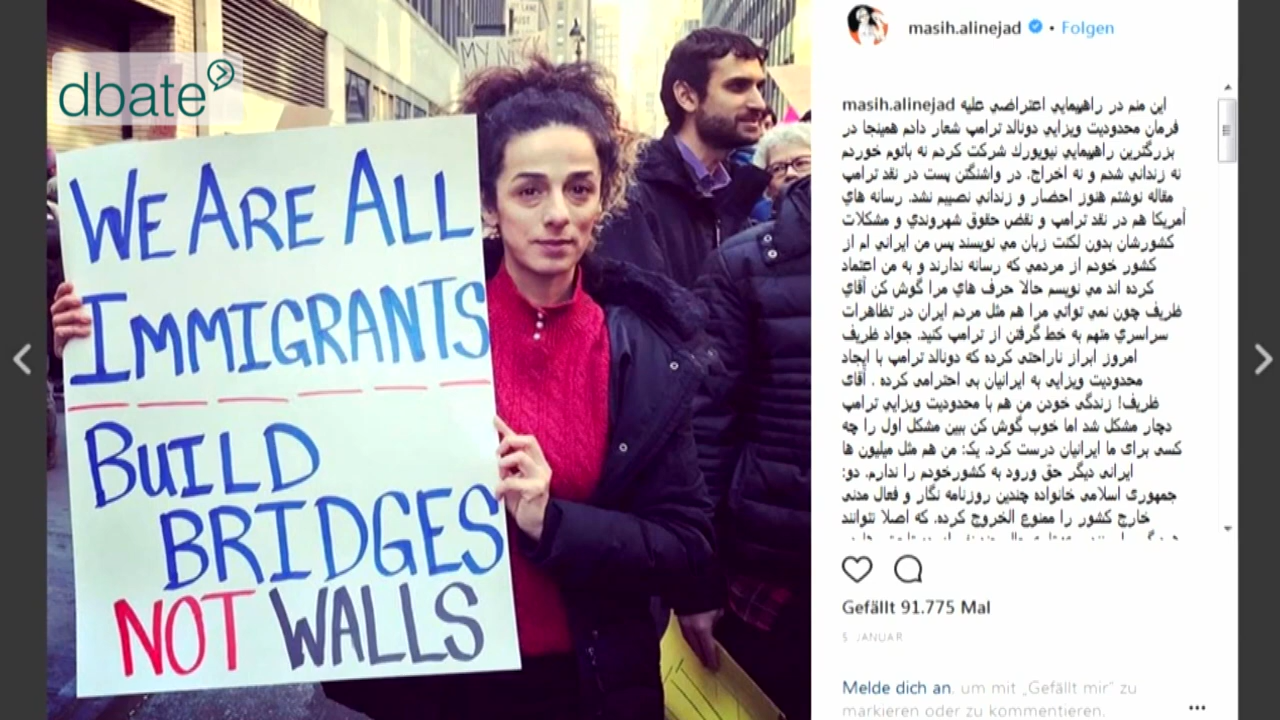 dbate
MY NE
WE ARE ALL
IMMIGRANTS
BUILD
BRIDGES
NOT WALLS
masih.alinejad • Folgen
masih.alinejad این منم در راهپیمایی اعتراضی علیه
فرمان محدودیت ویزایی دونالد ترامپ شعار دادم همینجا در
بزرگترین راهپیمایی نیویورک شرکت کردم نه باتوم خوردم
نه زندانی شدم و نه اخراج. در واشنگتن پست در نقد ترامپ
مقاله نوشتم هنوز احضار و زندانی نصیبم نشد. رسانه های
آمریکا هم در نقد ترامپ و نقض حقوق شهروندی و مشکلات
کشورشان بدون لکنت زبان می نویسند پس من ایرانی ام از
کشور خودم از مردمی که رسانه ندارند و به من اعتماد
کرده اند می نویسم حالا حرف های مرا گوش کن آقای
ظریف چون نمی توانی مرا هم مثل مردم ایران در تظاهرات
سراسری متهم به خط گرفتن از ترامپ کنید. جواد ظریف
امروز ابراز ناراحتی کرده که دونالد ترامپ با ایجاد
محدودیت ویزایی به ایرانیان بی احترامی کرده . آقای
ظریف! زندگی خودن من هم با محدودیت ویزایی ترامپ
دچار مشکل شد اما خوب گوش کن ببین مشکل اول را چه
کسی برای ما ایرانیان درست کرد. یک: من هم مثل میلیون ها
ایرانی دیگر حق ورود به کشورخودم را ندارم. دو:
جمهوری اسلامی خانواده چندین روزنامه نگار و فعال مدنی
خارج کشور را ممنوع الخروج کرده، که اصلا نتوانند
Gefällt 91.775 Mal
5 JANUAR
Melde dich an, um mit „Gefällt mir“ zu
markieren oder zu kommentieren.